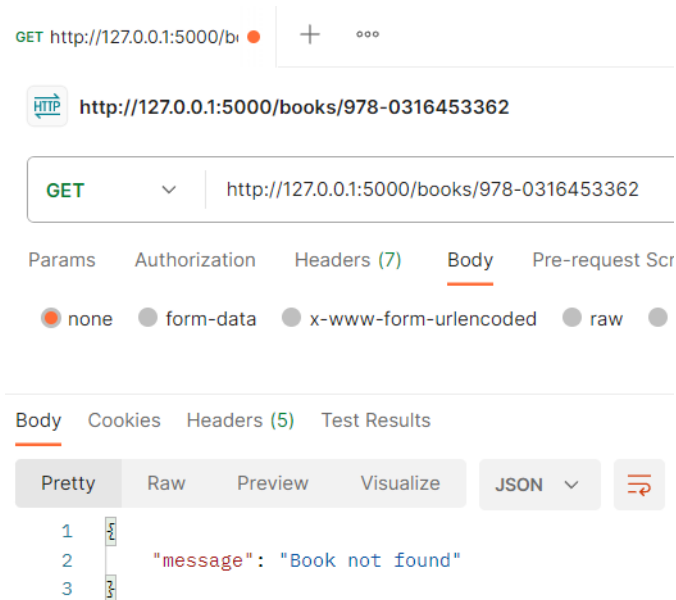 GET http://127.0.0.1:5000/b
HTTP http://127.0.0.1:5000/books/978-0316453362
GET http://127.0.0.1:5000/books/978-0316453362
Params Authorization Headers (7) Body Pre-request Scr
none form-data x-www-form-urlencoded raw
Body Cookies Headers (5) Test Results
Pretty Raw Preview Visualize JSON
1 {
2 "message": "Book not found"
3 }